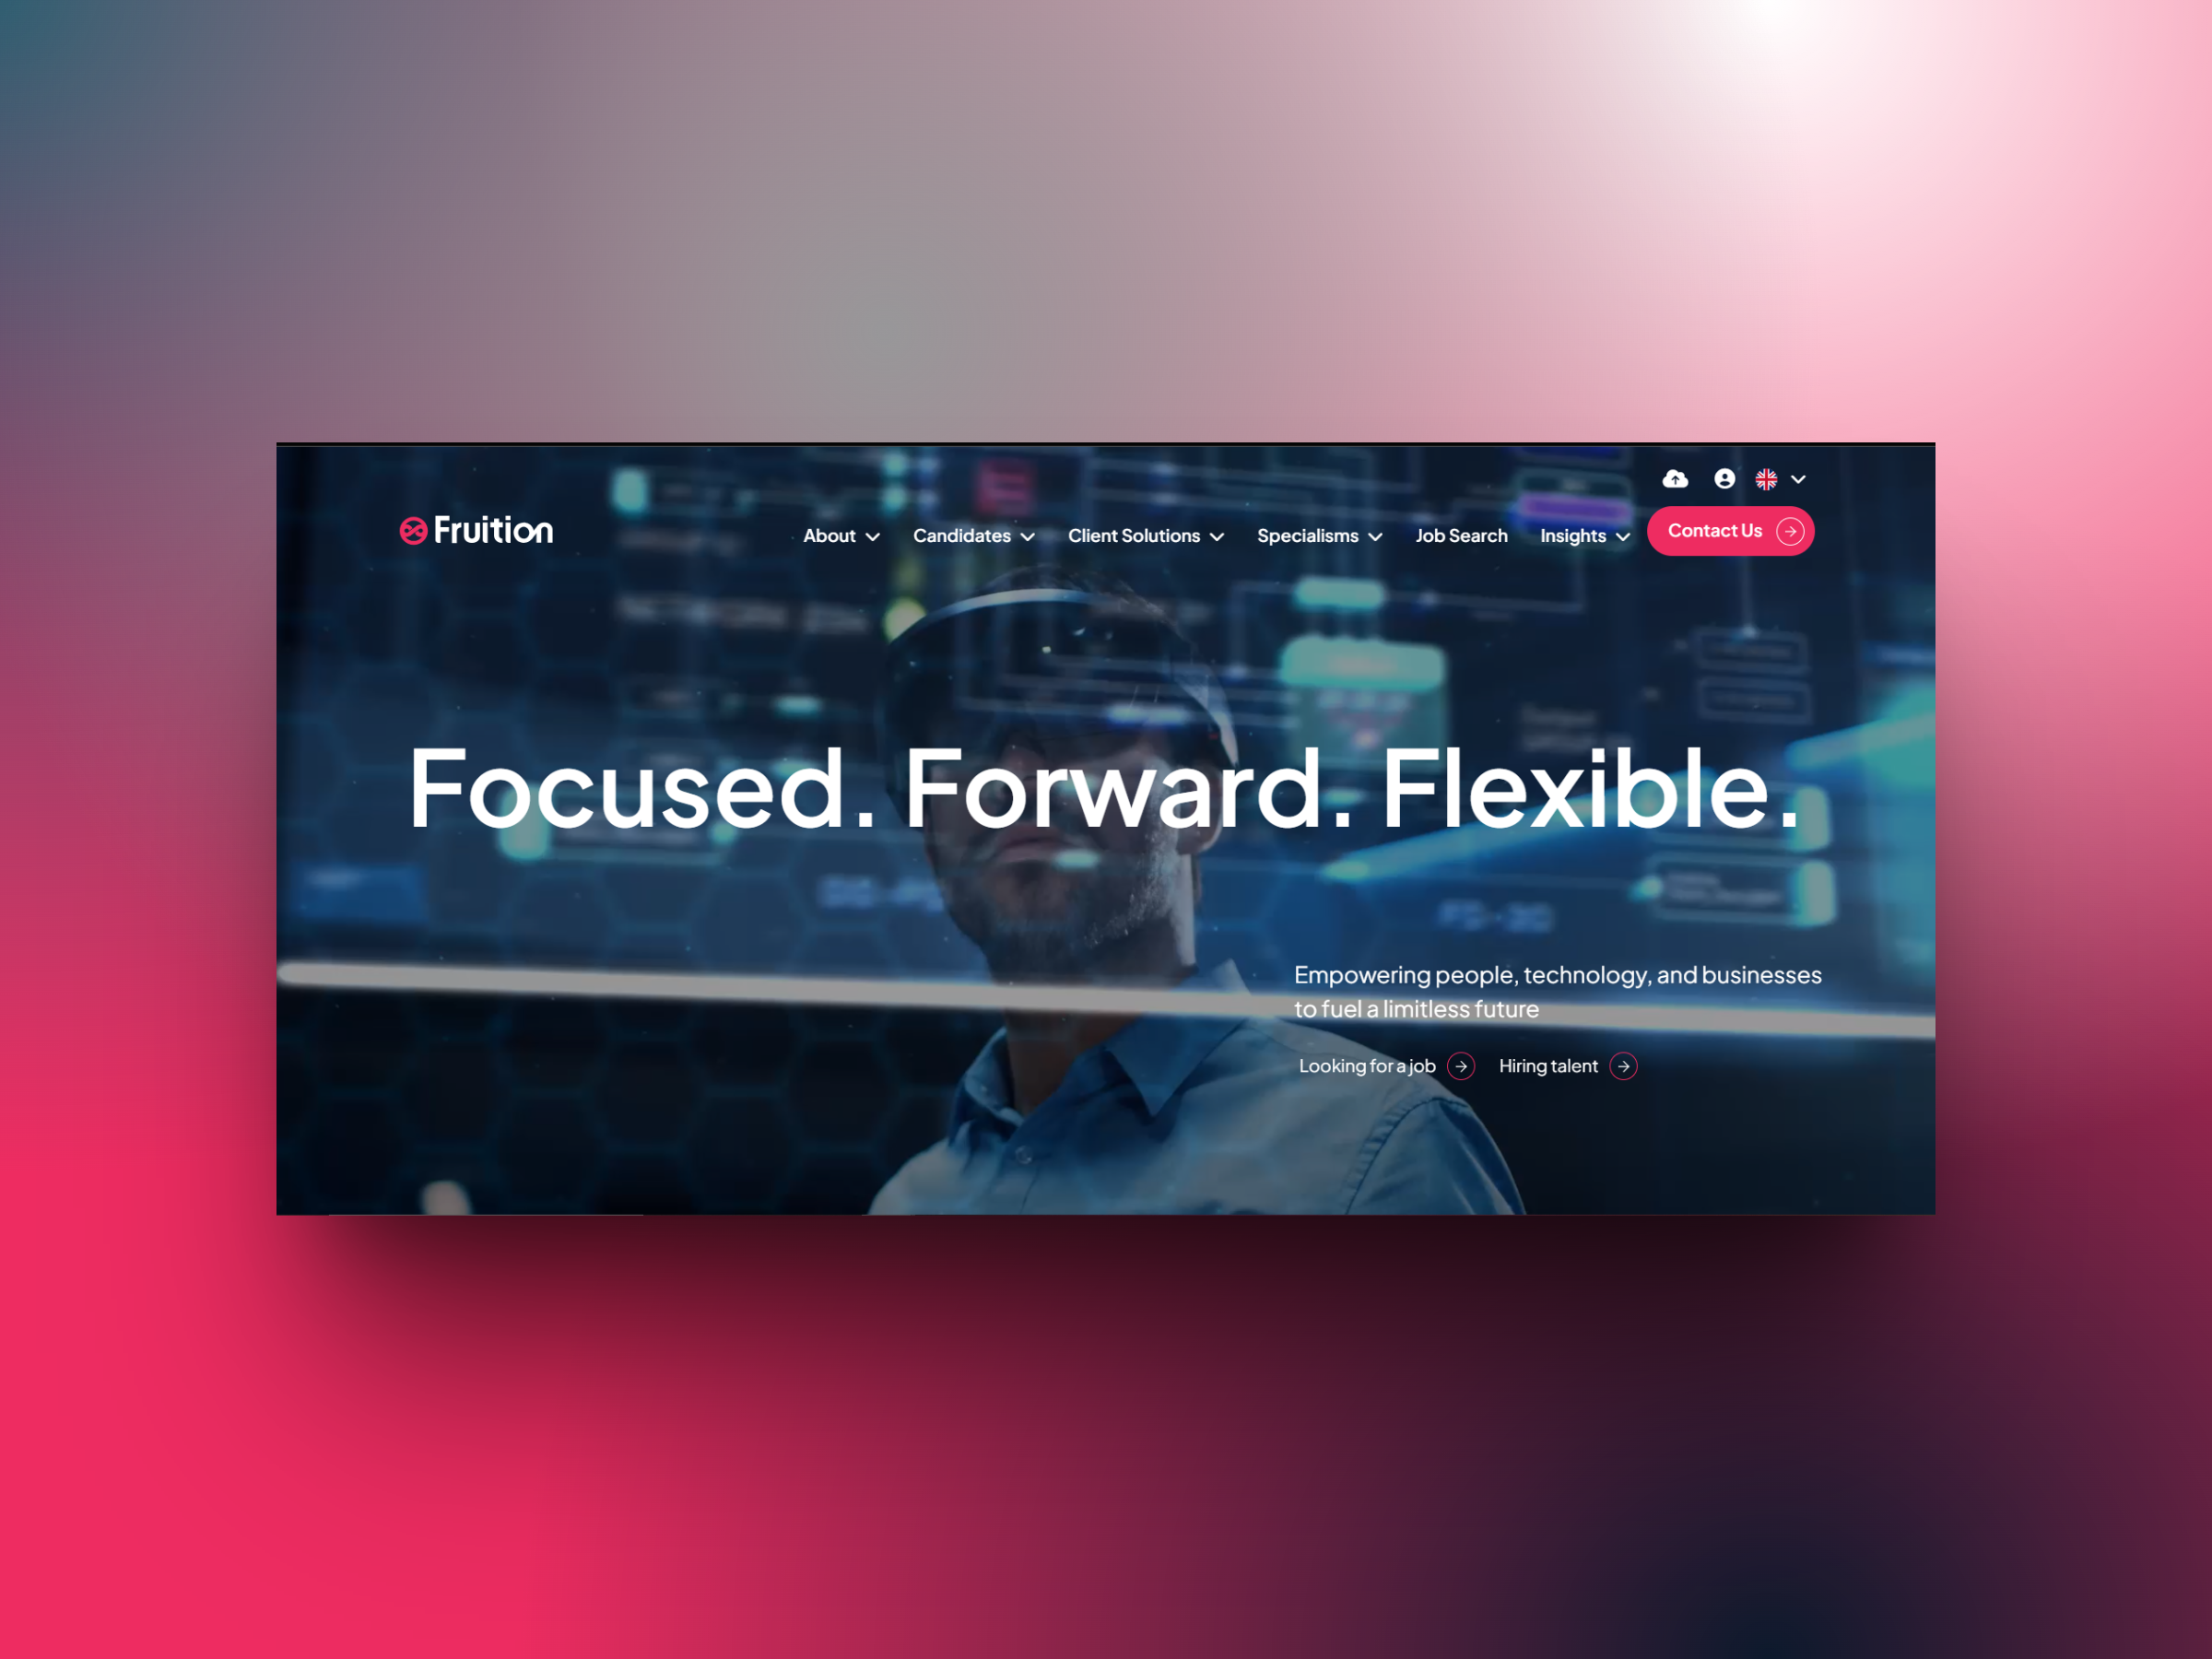 Fruition
About
Candidates
Client Solutions
Specialisms
Job Search
Insights
Contact Us
Focused. Forward. Flexible.
Empowering people, technology, and businesses
to fuel a limitless future
Looking for a job
Hiring talent